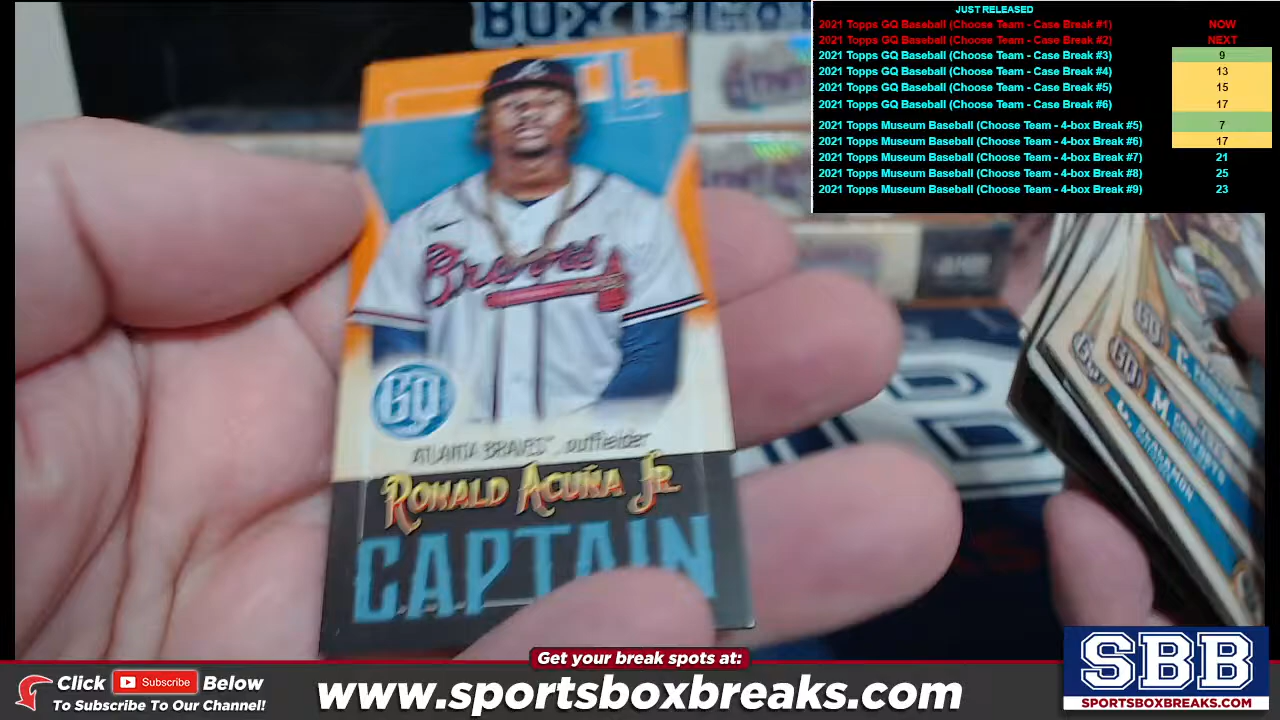 JUST RELEASED
2021 Topps GQ Baseball (Choose Team - Case Break #1) NOW
2021 Topps GQ Baseball (Choose Team - Case Break #2) NEXT
2021 Topps GQ Baseball (Choose Team - Case Break #3) 9
2021 Topps GQ Baseball (Choose Team - Case Break #4) 13
2021 Topps GQ Baseball (Choose Team - Case Break #5) 15
2021 Topps GQ Baseball (Choose Team - Case Break #6) 17
2021 Topps Museum Baseball (Choose Team - 4-box Break #5) 7
2021 Topps Museum Baseball (Choose Team - 4-box Break #6) 17
2021 Topps Museum Baseball (Choose Team - 4-box Break #7) 21
2021 Topps Museum Baseball (Choose Team - 4-box Break #8) 25
2021 Topps Museum Baseball (Choose Team - 4-box Break #9) 23
Braves
GQ
ATLANTA BRAVES™ outfielder
RONALD ACUÑA JR.
CAPTAIN
GQ
GQ
Get your break spots at:
Click Subscribe Below
To Subscribe To Our Channel!
www.sportsboxbreaks.com
SBB
SPORTSBOXBREAKS.COM